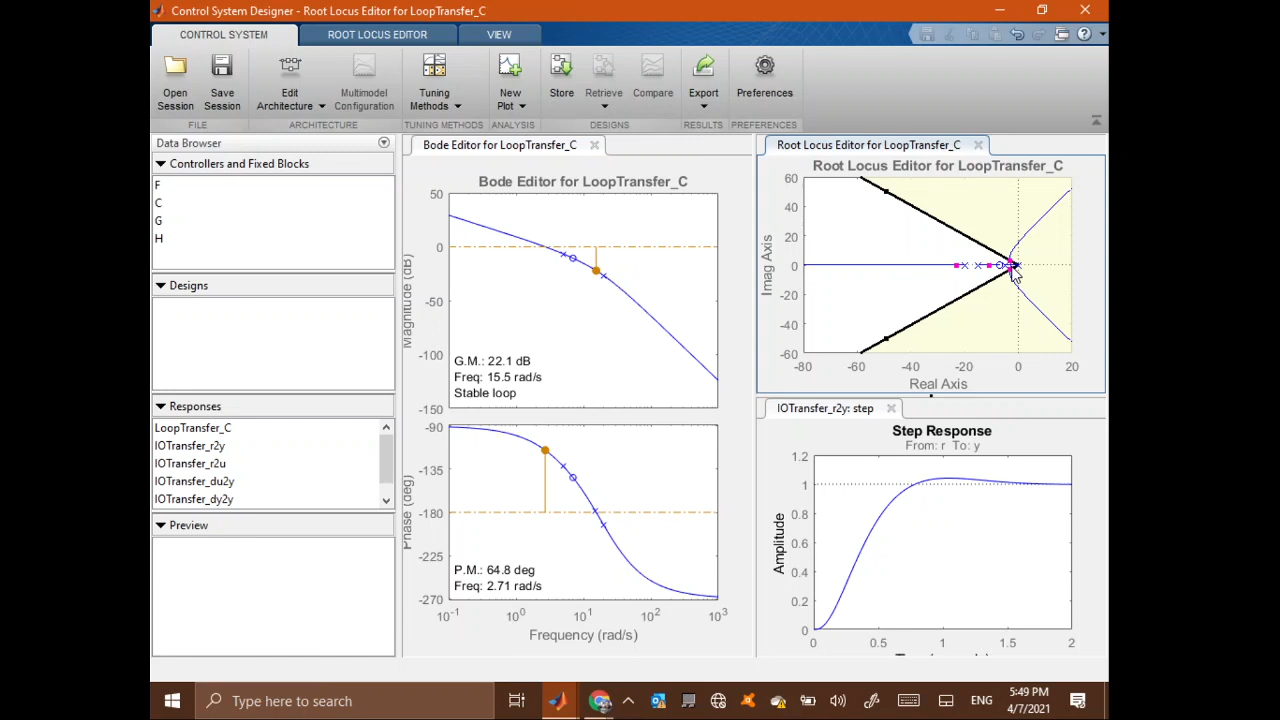 Control System Designer - Root Locus Editor for LoopTransfer_C
CONTROL SYSTEM
ROOT LOCUS EDITOR
VIEW
Open Session
Save Session
Edit Architecture
Multimodel Configuration
Tuning Methods
New Plot
Store
Retrieve
Compare
Export
Preferences
FILE
ARCHITECTURE
TUNING METHODS
ANALYSIS
DESIGNS
RESULTS
PREFERENCES
Data Browser
Controllers and Fixed Blocks
F
C
G
H
Designs
Responses
LoopTransfer_C
IOTransfer_r2y
IOTransfer_r2u
IOTransfer_du2y
IOTransfer_dy2y
Preview
Bode Editor for LoopTransfer_C
Bode Editor for LoopTransfer_C
Magnitude (dB)
50
0
-50
-100
-150
G.M.: 22.1 dB
Freq: 15.5 rad/s
Stable loop
Phase (deg)
-90
-135
-180
-225
-270
P.M.: 64.8 deg
Freq: 2.71 rad/s
10-1
100
101
102
103
Frequency (rad/s)
Root Locus Editor for LoopTransfer_C
Root Locus Editor for LoopTransfer_C
Imag Axis
60
40
20
0
-20
-40
-60
-80
-60
-40
-20
0
20
Real Axis
IOTransfer_r2y: step
Step Response
From: r To: y
Amplitude
1.2
1
0.8
0.6
0.4
0.2
0
0
0.5
1
1.5
2
Type here to search
ENG
5:49 PM
4/7/2021